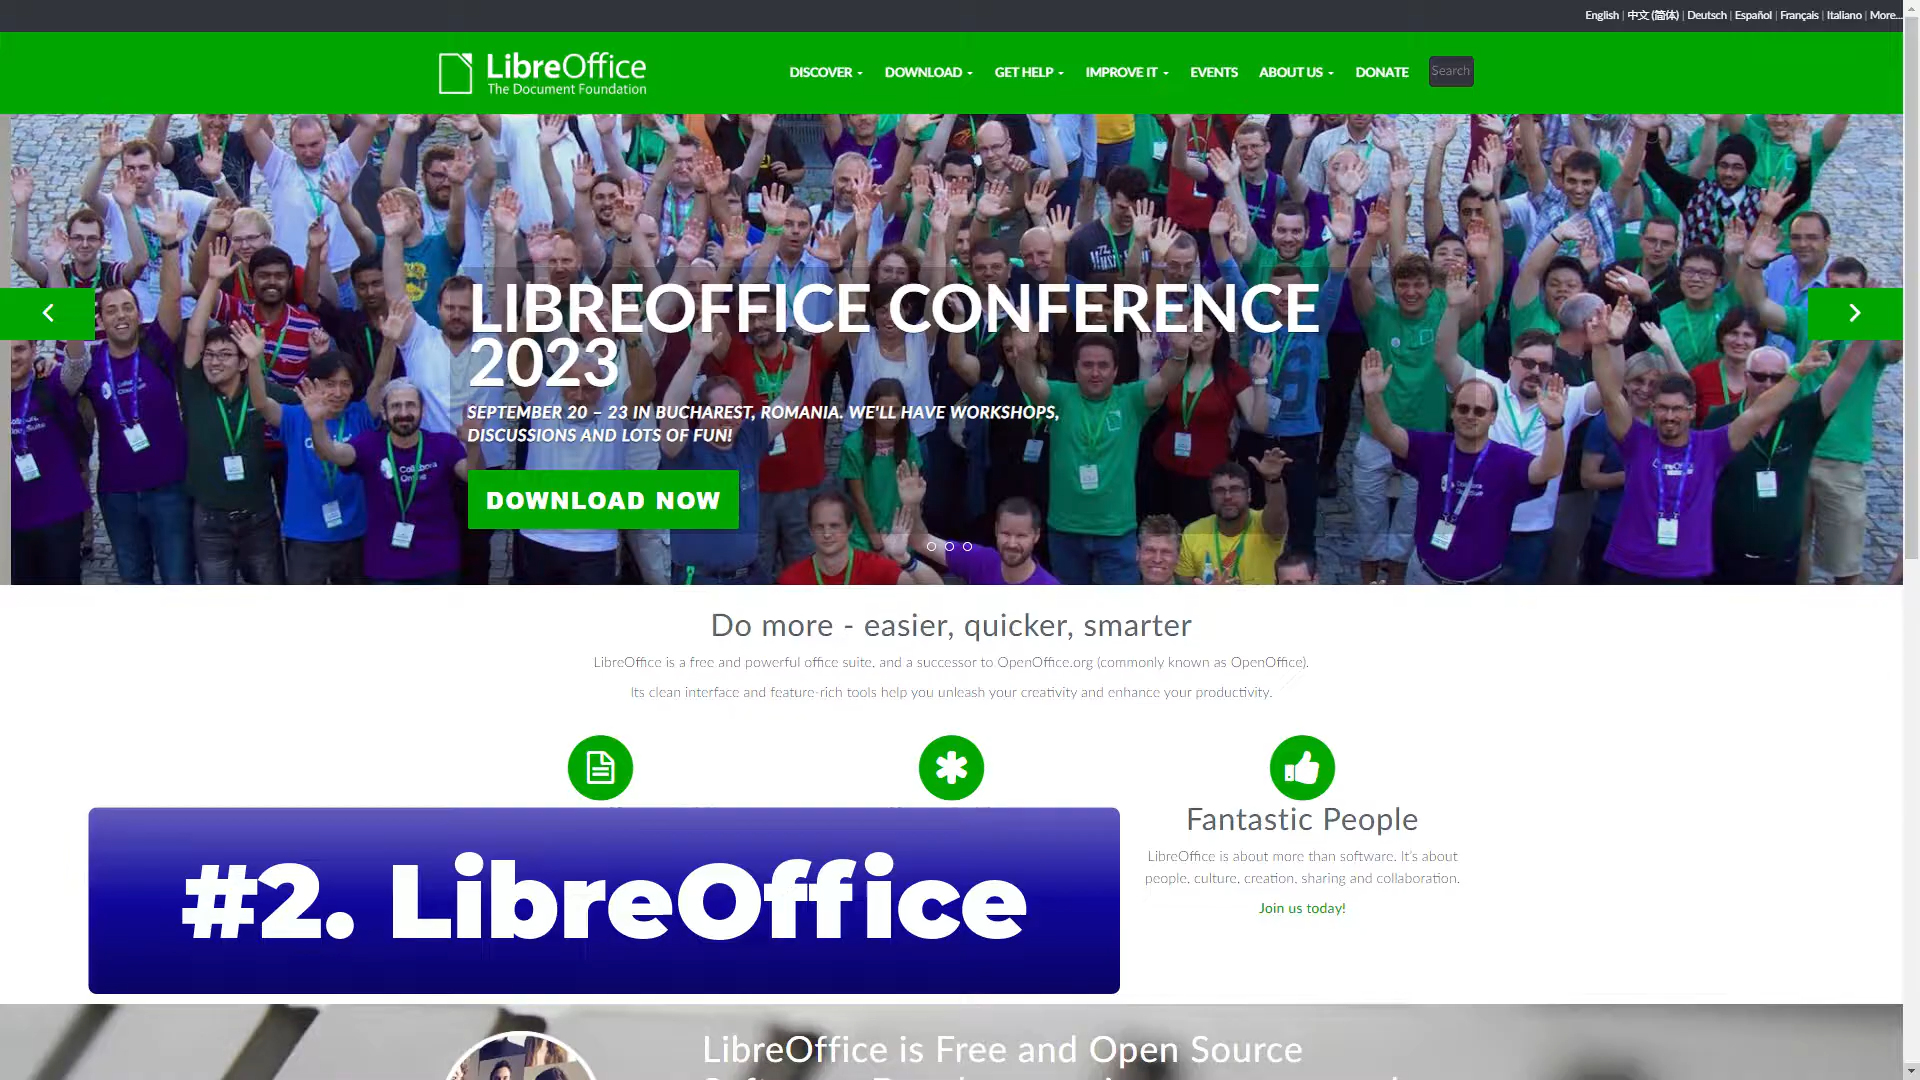 English | 中文 (简体) | Deutsch | Español | Français | Italiano | More...
LibreOffice
The Document Foundation
DISCOVER
DOWNLOAD
GET HELP
IMPROVE IT
EVENTS
ABOUT US
DONATE
Search
LIBREOFFICE CONFERENCE
2023
SEPTEMBER 20 – 23 IN BUCHAREST, ROMANIA. WE'LL HAVE WORKSHOPS,
DISCUSSIONS AND LOTS OF FUN!
DOWNLOAD NOW
Do more - easier, quicker, smarter
LibreOffice is a free and powerful office suite, and a successor to OpenOffice.org (commonly known as OpenOffice).
Its clean interface and feature-rich tools help you unleash your creativity and enhance your productivity.
Fantastic People
LibreOffice is about more than software. It's about
people, culture, creation, sharing and collaboration.
Join us today!
#2. LibreOffice
LibreOffice is Free and Open Source